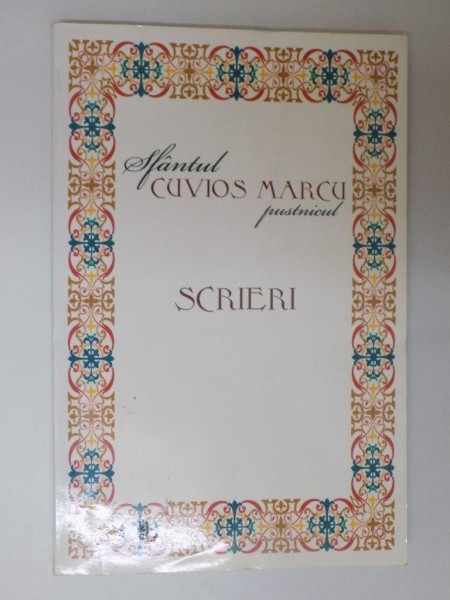 Sfântul
CUVIOS MARCU
pustnicul
SCRIERI